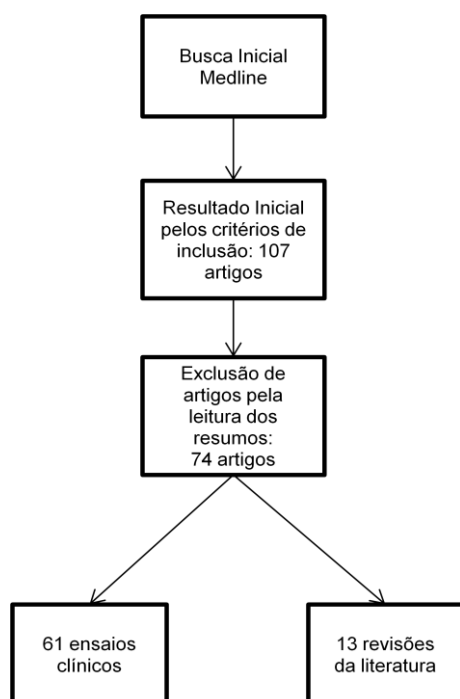 Busca Inicial
Medline
Resultado Inicial
pelos critérios de
inclusão: 107
artigos
Exclusão de
artigos pela
leitura dos
resumos:
74 artigos
61 ensaios
clínicos
13 revisões
da literatura